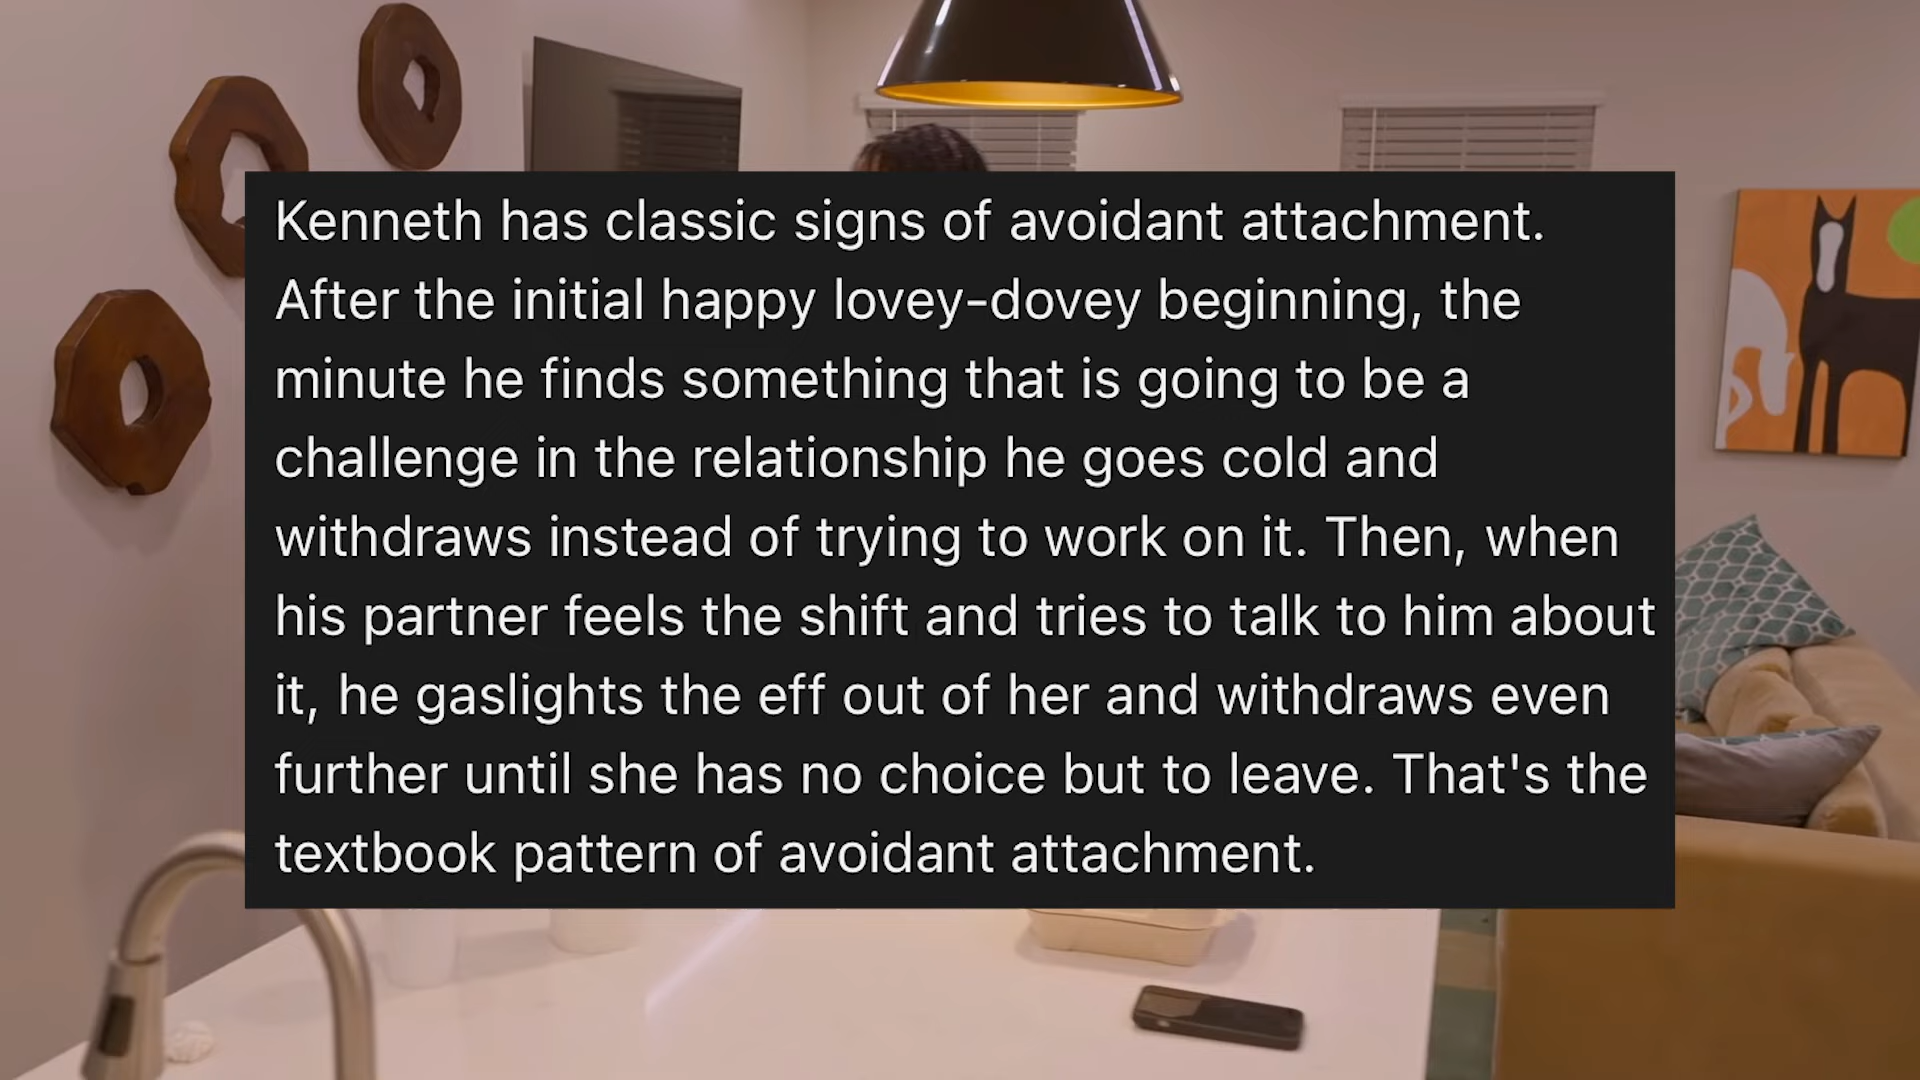 Kenneth has classic signs of avoidant attachment.
After the initial happy lovey-dovey beginning, the
minute he finds something that is going to be a
challenge in the relationship he goes cold and
withdraws instead of trying to work on it. Then, when
his partner feels the shift and tries to talk to him about
it, he gaslights the eff out of her and withdraws even
further until she has no choice but to leave. That's the
textbook pattern of avoidant attachment.